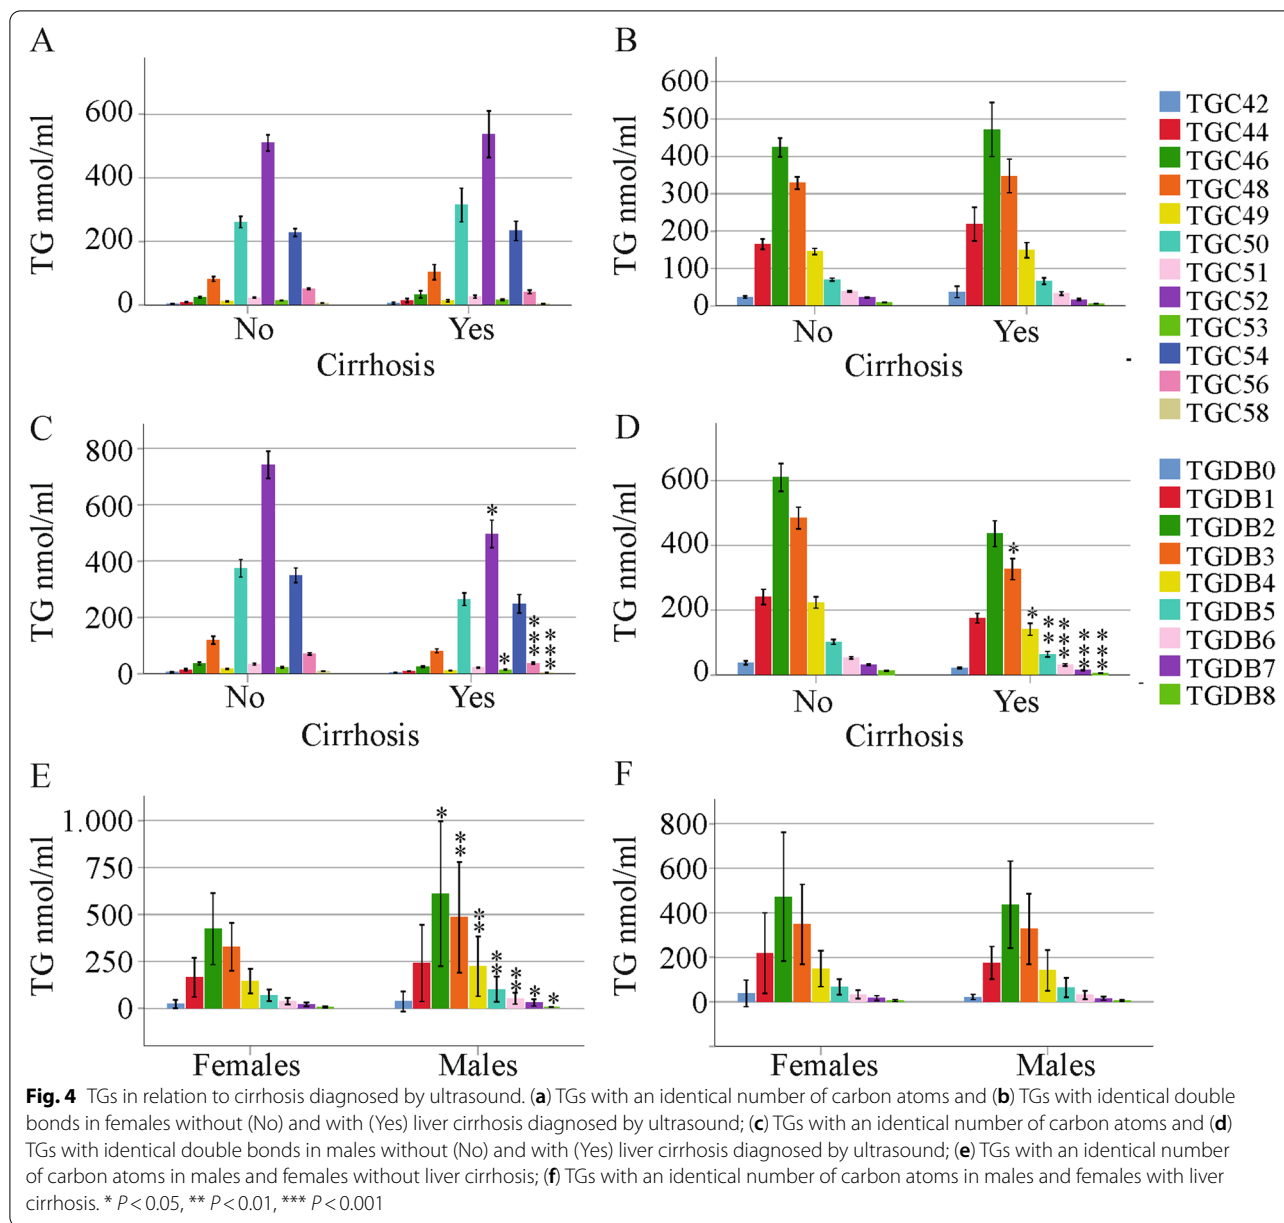 A
TG nmol/ml
600
400
200
0
No
Yes
Cirrhosis
B
TG nmol/ml
600
500
400
300
200
100
0
No
Yes
Cirrhosis
-
TGC42
TGC44
TGC46
TGC48
TGC49
TGC50
TGC51
TGC52
TGC53
TGC54
TGC56
TGC58
C
TG nmol/ml
800
600
400
200
0
*
*
***
***
No
Yes
Cirrhosis
D
TG nmol/ml
600
400
200
0
*
*
**
***
***
***
No
Yes
-
Cirrhosis
TGDB0
TGDB1
TGDB2
TGDB3
TGDB4
TGDB5
TGDB6
TGDB7
TGDB8
E
TG nmol/ml
1.000
750
500
250
0
*
**
**
**
**
*
*
Females
Males
F
TG nmol/ml
800
600
400
200
0
Females
Males
Fig. 4 TGs in relation to cirrhosis diagnosed by ultrasound. (a) TGs with an identical number of carbon atoms and (b) TGs with identical double
bonds in females without (No) and with (Yes) liver cirrhosis diagnosed by ultrasound; (c) TGs with an identical number of carbon atoms and (d)
TGs with identical double bonds in males without (No) and with (Yes) liver cirrhosis diagnosed by ultrasound; (e) TGs with an identical number
of carbon atoms in males and females without liver cirrhosis; (f) TGs with an identical number of carbon atoms in males and females with liver
cirrhosis. * P < 0.05, ** P < 0.01, *** P < 0.001